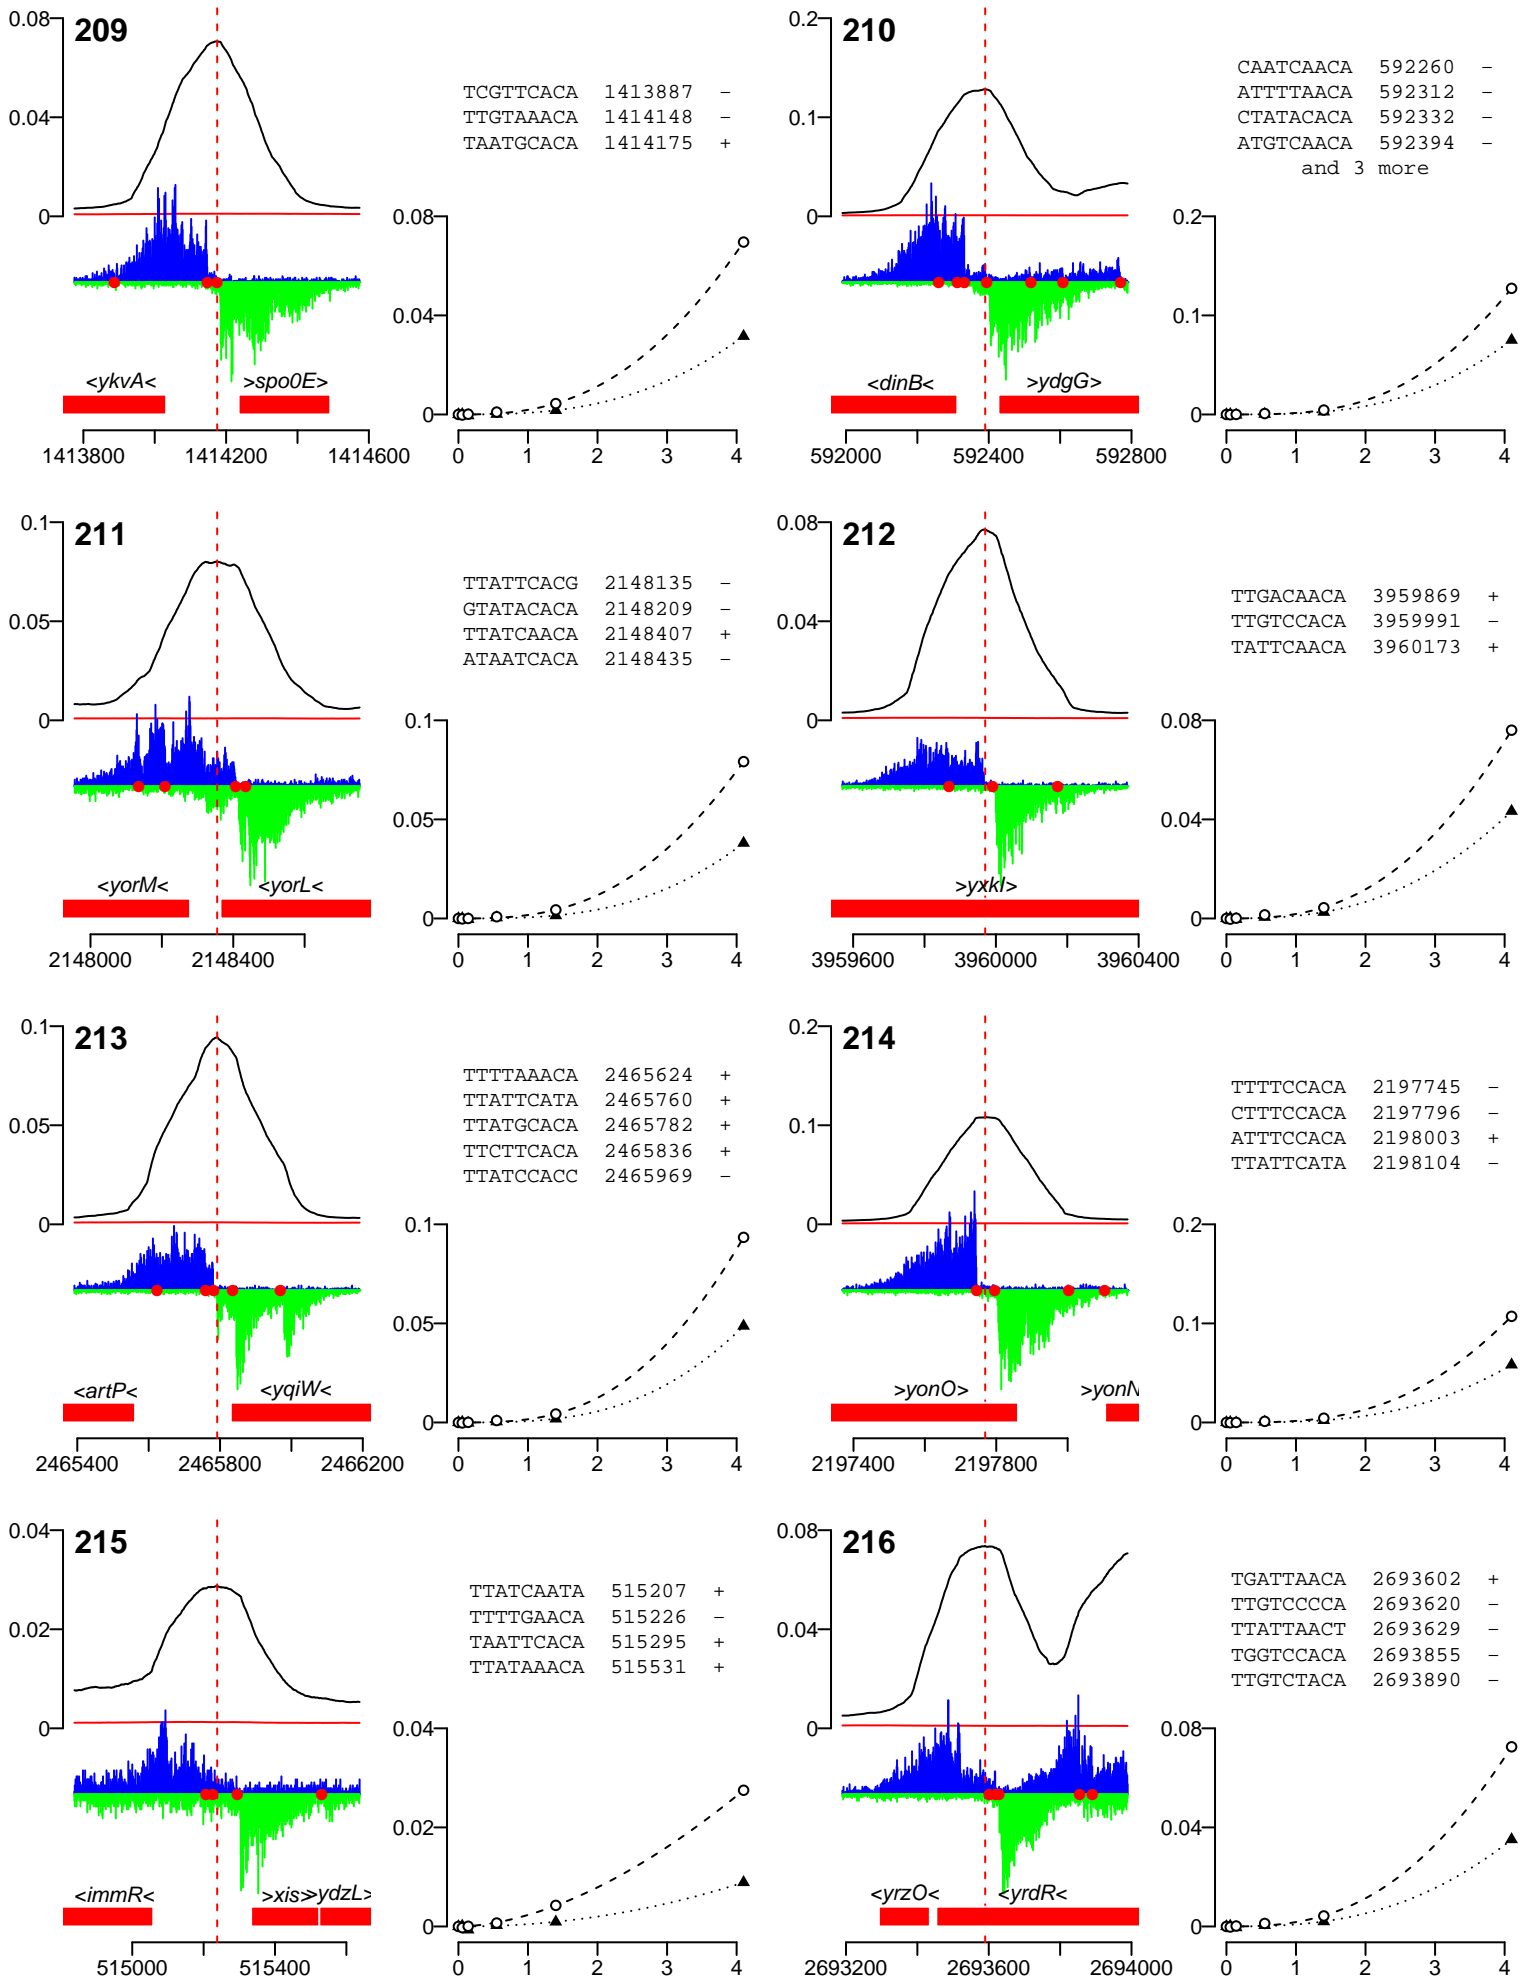 209
0.08
0.04
0
TCGTTCACA 1413887 −
TTGTAAACA 1414148 −
TAATGCACA 1414175 +
<ykvA<
>spo0E>
1413800 1414200 1414600
0.08
0.04
0
0 1 2 3 4
210
0.2
0.1
0
CAATCAACA 592260 −
ATTTTAACA 592312 −
CTATACACA 592332 −
ATGTCAACA 592394 −
and 3 more
<dinB<
>ydgG>
592000 592400 592800
0.2
0.1
0
0 1 2 3 4
211
0.1
0.05
0
TTATTCACG 2148135 −
GTATACACA 2148209 −
TTATCAACA 2148407 +
ATAATCACA 2148435 −
<yorM<
<yorL<
2148000 2148400
0.1
0.05
0
0 1 2 3 4
212
0.08
0.04
0
TTGACAACA 3959869 +
TTGTCCACA 3959991 −
TATTCAACA 3960173 +
>yxkI>
3959600 3960000 3960400
0.08
0.04
0
0 1 2 3 4
213
0.1
0.05
0
TTTTAAACA 2465624 +
TTATTCATA 2465760 +
TTATGCACA 2465782 +
TTCTTCACA 2465836 +
TTATCCACC 2465969 −
<artP<
<yqiW<
2465400 2465800 2466200
0.1
0.05
0
0 1 2 3 4
214
0.2
0.1
0
TTTTCCACA 2197745 −
CTTTCCACA 2197796 −
ATTTCCACA 2198003 +
TTATTCATA 2198104 −
>yonO>
>yonN
2197400 2197800
0.2
0.1
0
0 1 2 3 4
215
0.04
0.02
0
TTATCAATA 515207 +
TTTTGAACA 515226 −
TAATTCACA 515295 +
TTATAAACA 515531 +
<immR<
>xis>
>ydzL>
515000 515400
0.04
0.02
0
0 1 2 3 4
216
0.08
0.04
0
TGATTAACA 2693602 +
TTGTCCCCA 2693620 −
TTATTAACT 2693629 −
TGGTCCACA 2693855 −
TTGTCTACA 2693890 −
<yrzO<
<yrdR<
2693200 2693600 2694000
0.08
0.04
0
0 1 2 3 4